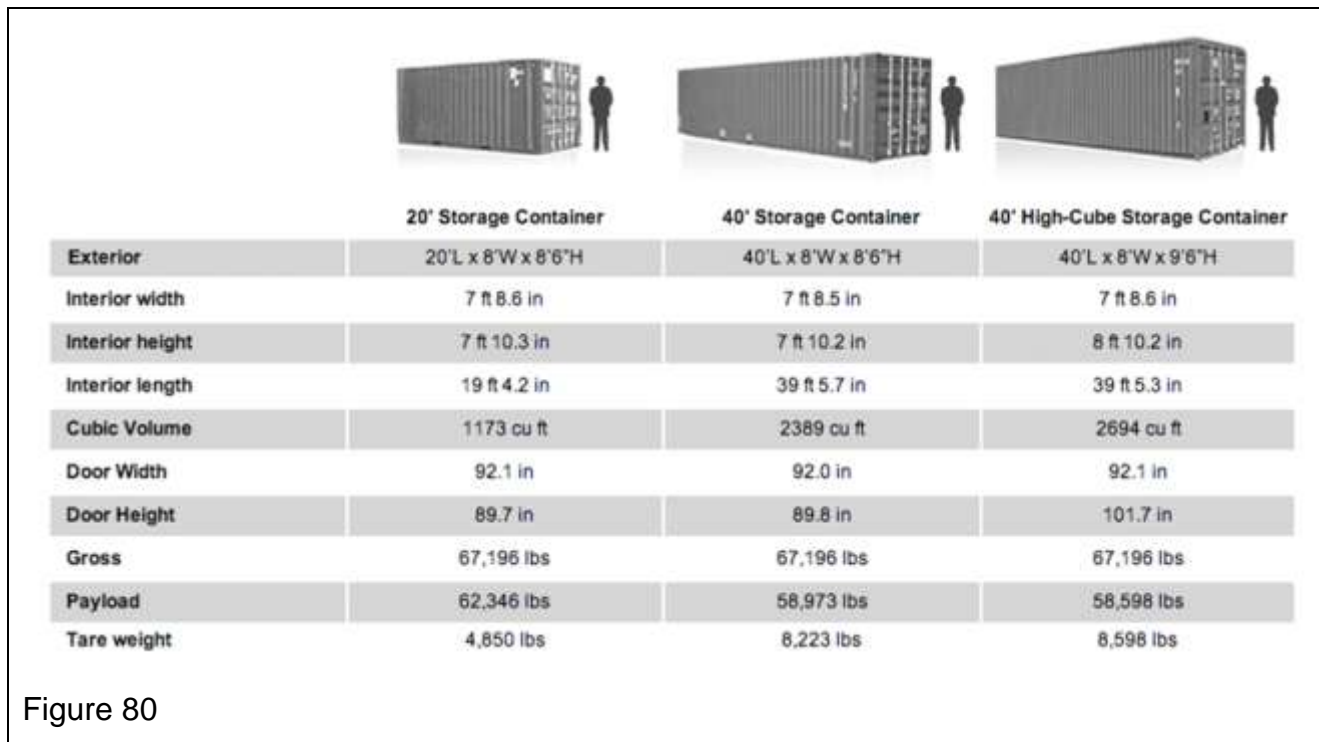 20' Storage Container 40' Storage Container 40' High-Cube Storage Container
Exterior 20'L x 8'W x 8'6"H 40'L x 8'W x 8'6"H 40'L x 8'W x 9'6"H
Interior width 7 ft 8.6 in 7 ft 8.5 in 7 ft 8.6 in
Interior height 7 ft 10.3 in 7 ft 10.2 in 8 ft 10.2 in
Interior length 19 ft 4.2 in 39 ft 5.7 in 39 ft 5.3 in
Cubic Volume 1173 cu ft 2389 cu ft 2694 cu ft
Door Width 92.1 in 92.0 in 92.1 in
Door Height 89.7 in 89.8 in 101.7 in
Gross 67,196 lbs 67,196 lbs 67,196 lbs
Payload 62,346 lbs 58,973 lbs 58,598 lbs
Tare weight 4,850 lbs 8,223 lbs 8,598 lbs
Figure 80